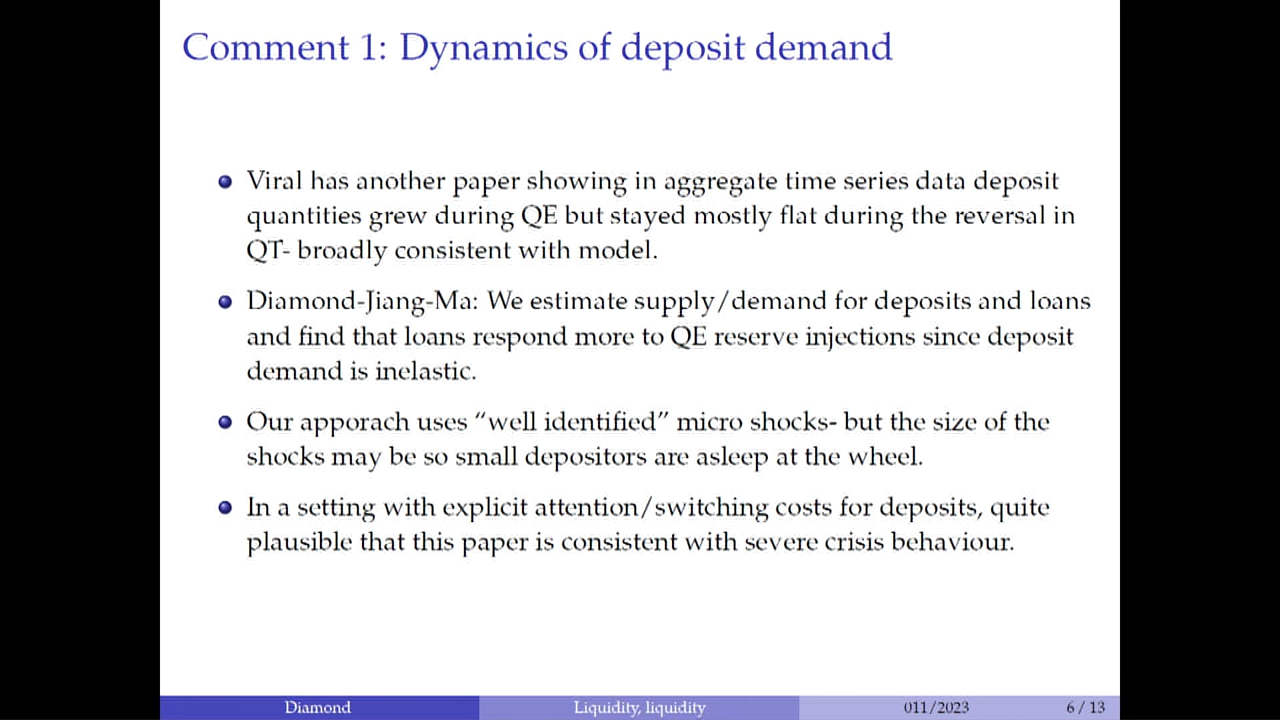 Comment 1: Dynamics of deposit demand
Viral has another paper showing in aggregate time series data deposit
quantities grew during QE but stayed mostly flat during the reversal in
QT- broadly consistent with model.
Diamond-Jiang-Ma: We estimate supply/demand for deposits and loans
and find that loans respond more to QE reserve injections since deposit
demand is inelastic.
Our apporach uses “well identified” micro shocks- but the size of the
shocks may be so small depositors are asleep at the wheel.
In a setting with explicit attention/switching costs for deposits, quite
plausible that this paper is consistent with severe crisis behaviour.
Diamond
Liquidity, liquidity
011/2023
6 / 13